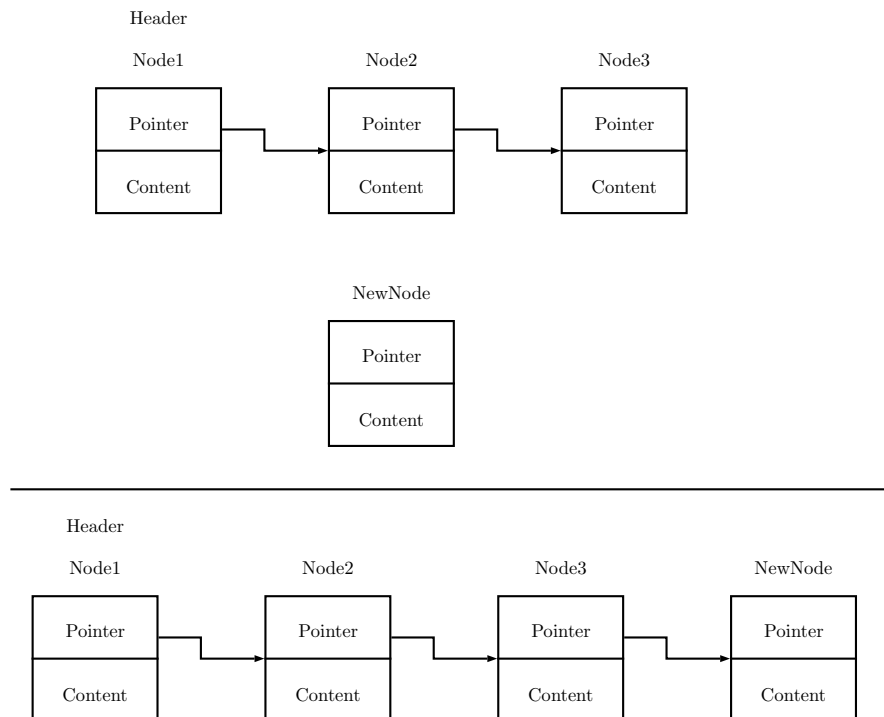 Header
Node1 Node2 Node3
Pointer Pointer Pointer
Content Content Content
NewNode
Pointer
Content
Header
Node1 Node2 Node3 NewNode
Pointer Pointer Pointer Pointer
Content Content Content Content